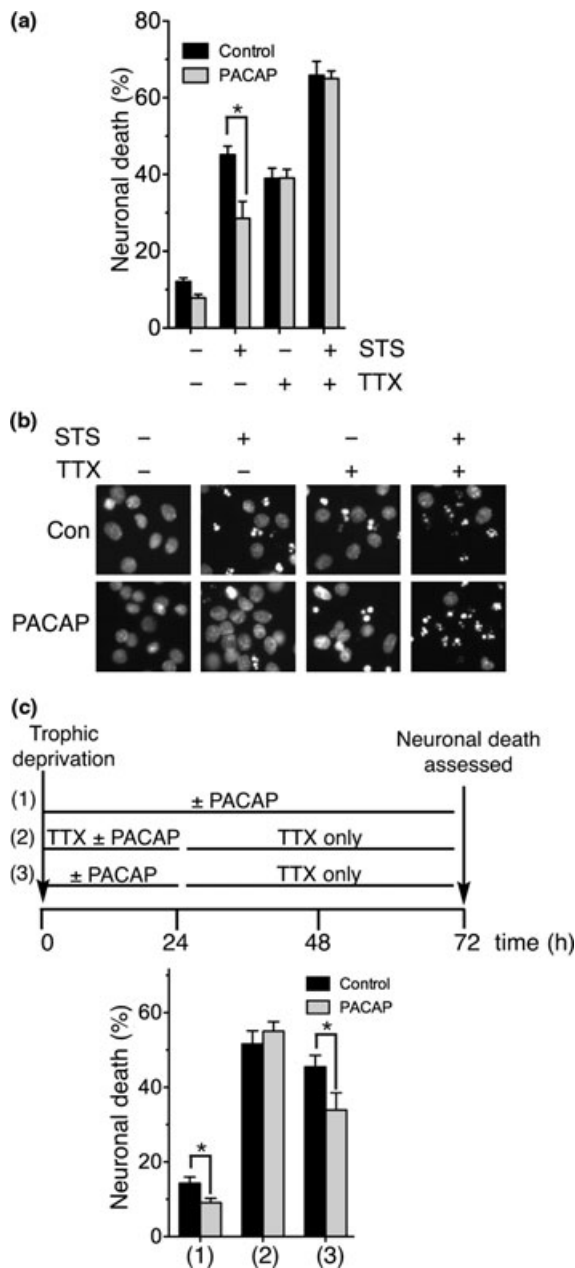 (a)
80
60
40
20
0
Neuronal death (%)
Control
PACAP
*
– + – + STS
– – + + TTX
(b)
STS – + – +
TTX – – + +
Con
PACAP
(c)
Trophic deprivation
Neuronal death assessed
(1) ± PACAP
(2) TTX ± PACAP TTX only
(3) ± PACAP TTX only
0 24 48 72 time (h)
60
40
20
0
Neuronal death (%)
Control
PACAP
* *
(1) (2) (3)